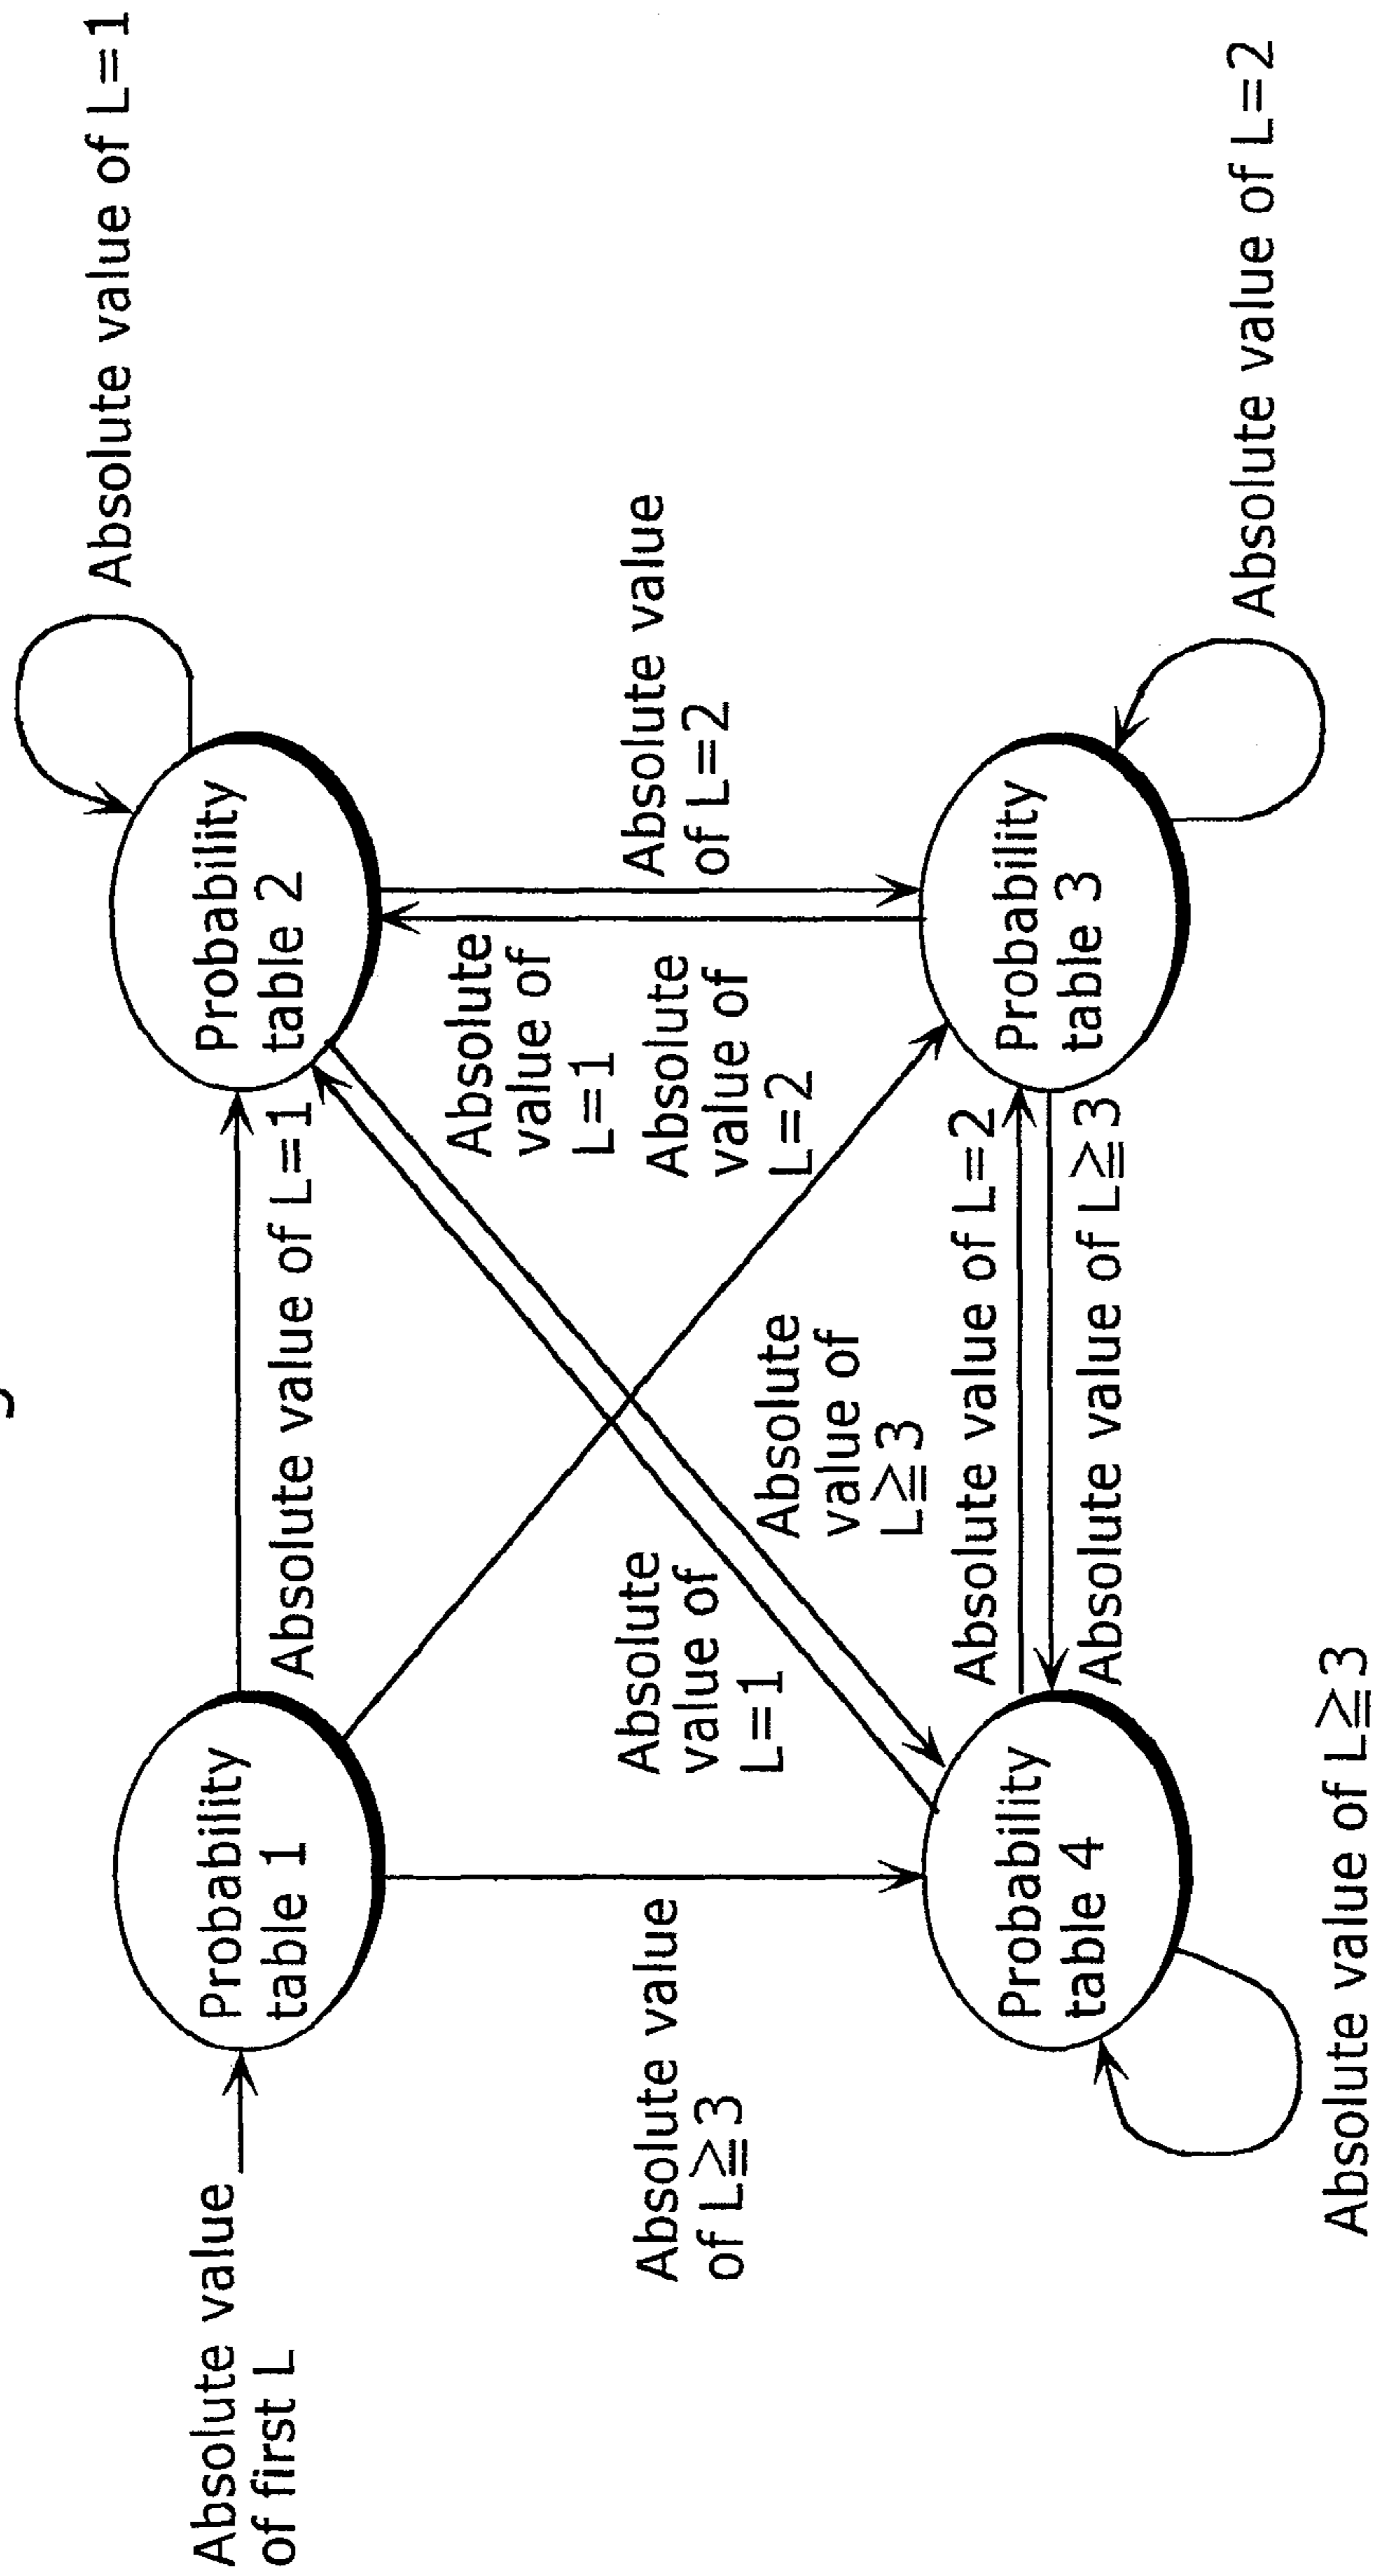 Absolute value
of first L
Probability
table 1
Absolute value of L=1
Probability
table 2
Absolute value of L=1
Absolute value
of L≧3
Absolute
value of
L=1
Absolute
value of
L≧3
Absolute
value of
L=1
Absolute
value of
L=2
Absolute value
of L=2
Probability
table 4
Absolute value of L=2
Absolute value of L≧3
Probability
table 3
Absolute value of L≧3
Absolute value of L=2